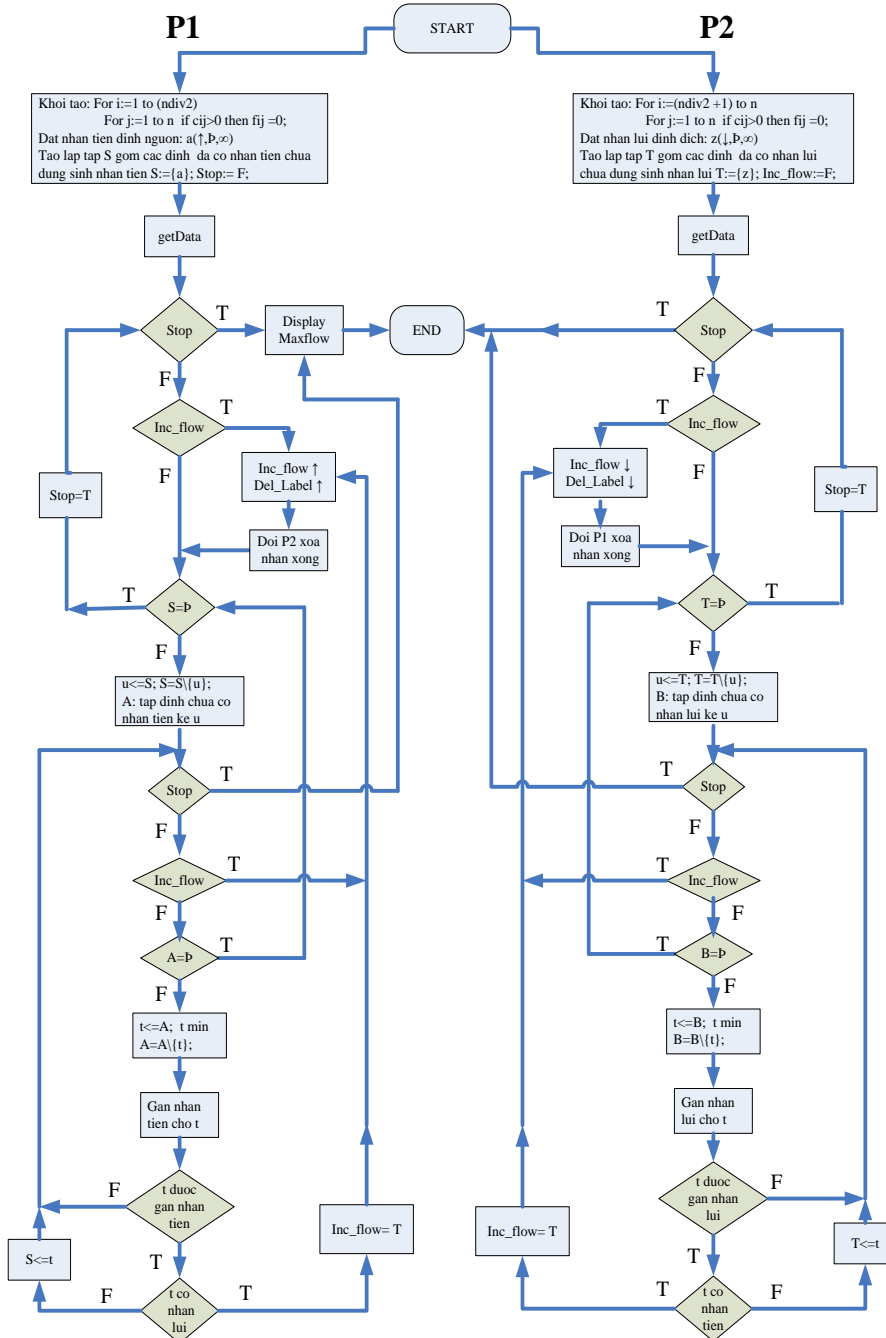 P1
START
P2
Khoi tao: For i:=1 to (ndiv2)
For j:=1 to n if cij>0 then fij =0;
Dat nhan tien dinh nguon: a(↑,Þ,∞)
Tao lap tap S gom cac dinh da co nhan tien chua
dung sinh nhan tien S:={a}; Stop:= F;
Khoi tao: For i:=(ndiv2 +1) to n
For j:=1 to n if cij>0 then fij =0;
Dat nhan lui dinh dich: z(↓,Þ,∞)
Tao lap tap T gom cac dinh da co nhan lui
chua dung sinh nhan lui T:={z}; Inc_flow:=F;
getData
getData
Stop
T
F
Display
Maxflow
END
T
Stop
F
Inc_flow
T
F
Inc_flow ↑
Del_Label ↑
Doi P2 xoa
nhan xong
Stop=T
T
Inc_flow
F
Inc_flow ↓
Del_Label ↓
Doi P1 xoa
nhan xong
Stop=T
T
S=Þ
F
T=Þ
T
F
u<=S; S=S\{u};
A: tap dinh chua co
nhan tien ke u
u<=T; T=T\{u};
B: tap dinh chua co
nhan lui ke u
Stop
T
F
T
Stop
F
Inc_flow
T
F
T
Inc_flow
F
A=Þ
T
F
T
B=Þ
F
t<=A; t min
A=A\{t};
t<=B; t min
B=B\{t};
Gan nhan
tien cho t
Gan nhan
lui cho t
F
t duoc
gan nhan
tien
T
S<=t
Inc_flow= T
F
t co
nhan
lui
T
t duoc
gan nhan
lui
F
T
Inc_flow= T
T<=t
T
t co
nhan
tien
F